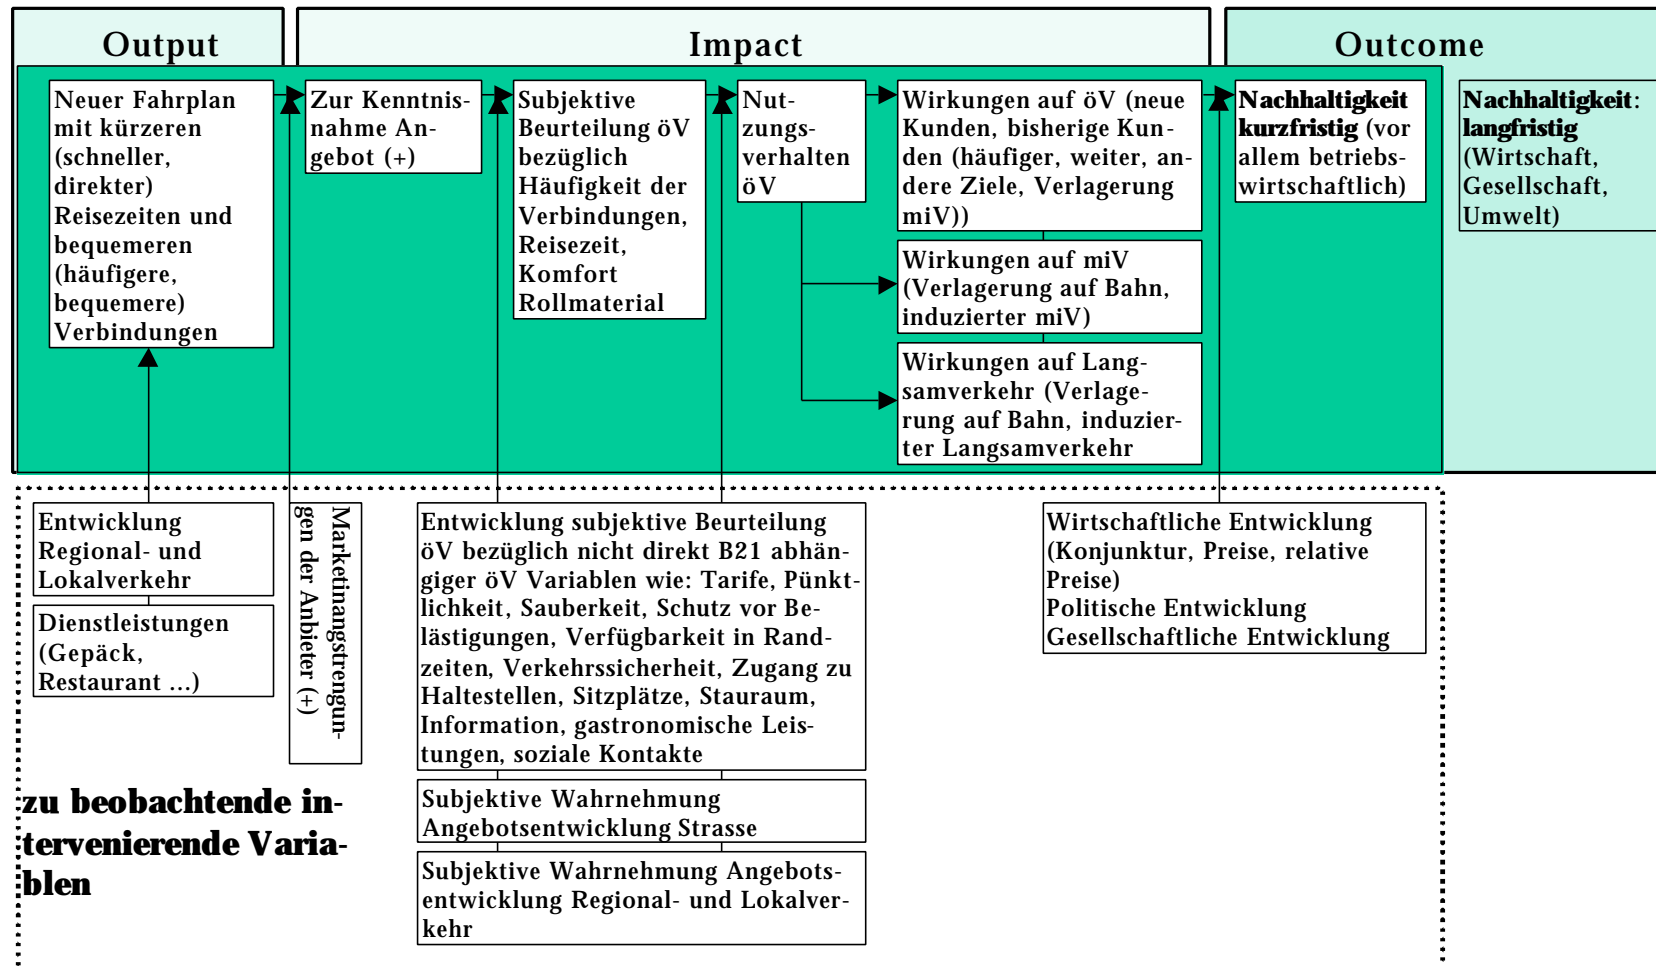 Output
Impact
Outcome
Neuer Fahrplan
mit kürzeren
(schneller,
direkter)
Reisezeiten und
bequemeren
(häufigere,
bequemere)
Verbindungen
Zur Kenntnis-
nahme An-
gebot (+)
Subjektive
Beurteilung öV
bezüglich
Häufigkeit der
Verbindungen,
Reisezeit,
Komfort
Rollmaterial
Nut-
zungs-
verhalten
öV
Wirkungen auf öV (neue
Kunden, bisherige Kun-
den (häufiger, weiter, an-
dere Ziele, Verlagerung
miV))
Wirkungen auf miV
(Verlagerung auf Bahn,
induzierter miV)
Wirkungen auf Lang-
samverkehr (Verlage-
rung auf Bahn, induzier-
ter Langsamverkehr
Nachhaltigkeit
kurzfristig (vor
allem betriebs-
wirtschaftlich)
Nachhaltigkeit:
langfristig
(Wirtschaft,
Gesellschaft,
Umwelt)
Entwicklung
Regional- und
Lokalverkehr
Dienstleistungen
(Gepäck,
Restaurant ...)
Marketinangstrengun-
gen der Anbieter (+)
Entwicklung subjektive Beurteilung
öV bezüglich nicht direkt B21 abhän-
giger öV Variablen wie: Tarife, Pünkt-
lichkeit, Sauberkeit, Schutz vor Be-
lästigungen, Verfügbarkeit in Rand-
zeiten, Verkehrssicherheit, Zugang zu
Haltestellen, Sitzplätze, Stauraum,
Information, gastronomische Leis-
tungen, soziale Kontakte
Subjektive Wahrnehmung
Angebotsentwicklung Strasse
Subjektive Wahrnehmung Angebots-
entwicklung Regional- und Lokalver-
kehr
Wirtschaftliche Entwicklung
(Konjunktur, Preise, relative
Preise)
Politische Entwicklung
Gesellschaftliche Entwicklung
zu beobachtende in-
tervenierende Varia-
blen